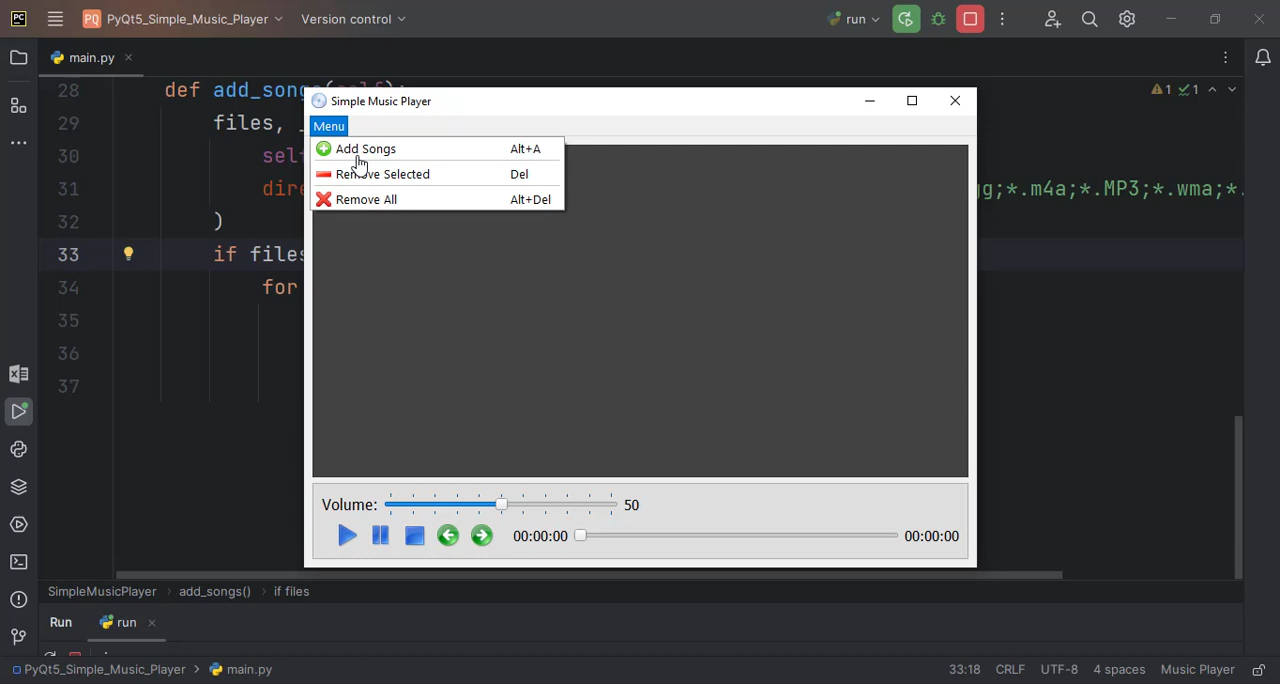 PC PQ PyQt5_Simple_Music_Player Version control run
main.py
28 def add_songs
29 files, _
30 self
31 dire g;*.m4a;*.MP3;*.wma;*.
32 )
33 if files
34 for
35
36
37
1 1
Simple Music Player
Menu
Add Songs Alt+A
Remove Selected Del
Remove All Alt+Del
Volume: 50
00:00:00 00:00:00
SimpleMusicPlayer > add_songs() > if files
Run run
PyQt5_Simple_Music_Player > main.py 33:18 CRLF UTF-8 4 spaces Music Player